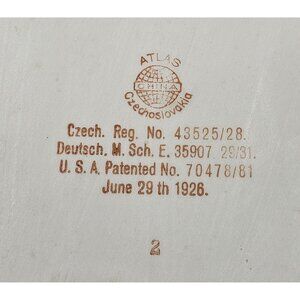 ATLAS
CHINA
Czechoslovakia
Czech. Reg. No. 43525/28.
Deutsch. M. Sch. E. 35907. 29/31.
U. S. A. Patented No. 70478/81
June 29 th 1926.
2